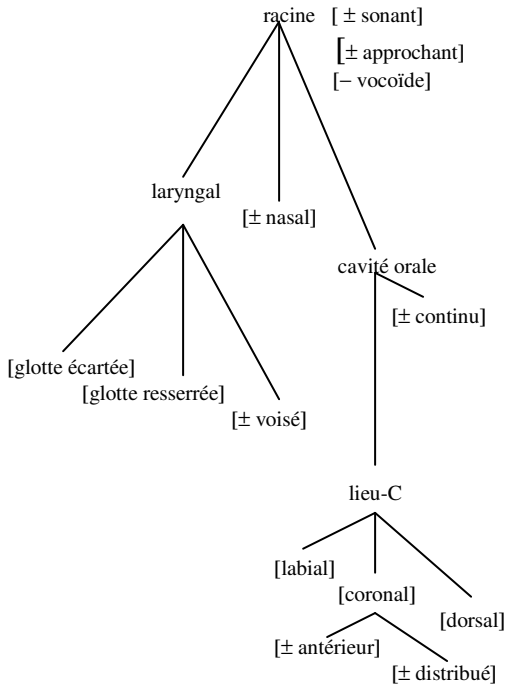 racine [ ± sonant]
[± approchant]
[– vocoïde]
laryngal
[± nasal]
cavité orale
[± continu]
[glotte écartée]
[glotte resserrée]
[± voisé]
lieu-C
[labial]
[coronal]
[dorsal]
[± antérieur]
[± distribué]